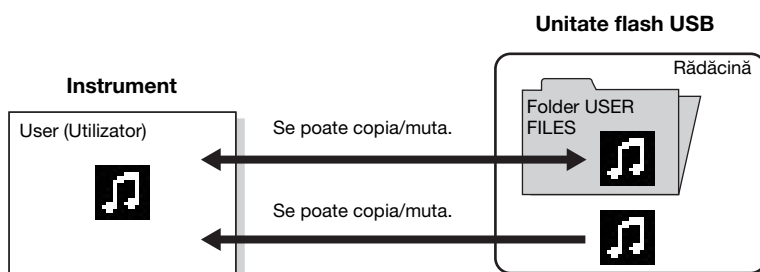 Unitate flash USB
Rădăcină
Instrument
Folder USER
FILES
User (Utilizator)
Se poate copia/muta.
Se poate copia/muta.